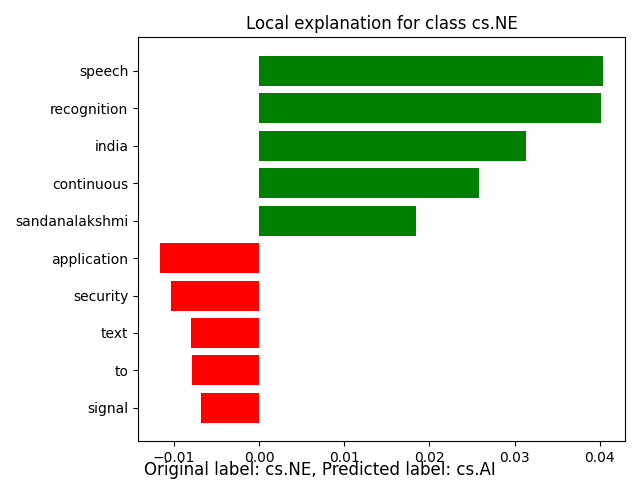 Local explanation for class cs.NE
speech
recognition
india
continuous
sandanalakshmi
application
security
text
to
signal
−0.01 0.00 0.01 0.02 0.03 0.04
Original label: cs.NE, Predicted label: cs.AI